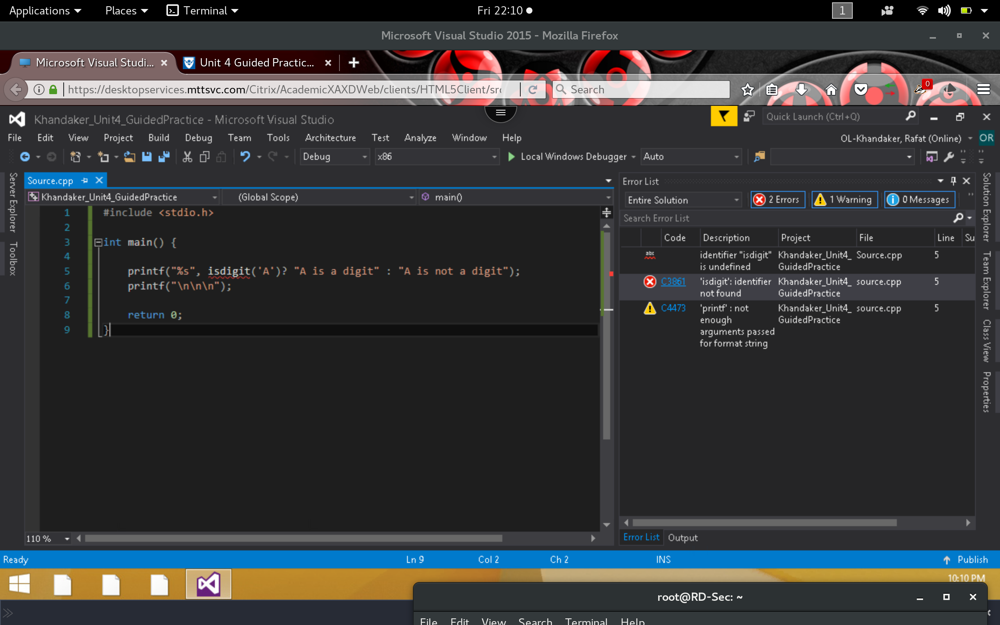 Applications Places Terminal Fri 22:10 1
Microsoft Visual Studio 2015 - Mozilla Firefox
Microsoft Visual Studi... Unit 4 Guided Practic...
https://desktopservices.mttsvc.com/Citrix/AcademicXAXDWeb/clients/HTML5Client/src Search 0
Khandaker_Unit4_GuidedPractice - Microsoft Visual Studio Quick Launch (Ctrl+Q)
File Edit View Project Build Debug Team Tools Architecture Test Analyze Window Help OL-Khandaker, Rafat (Online) OR
Debug x86 Local Windows Debugger Auto
Server Explorer
Toolbox
Source.cpp
Khandaker_Unit4_GuidedPractice (Global Scope) main()
1 #include <stdio.h>
2
3 int main() {
4
5 printf("%s", isdigit('A')? "A is a digit" : "A is not a digit");
6 printf("\n\n\n");
7
8 return 0;
9 }
110 %
Error List
Entire Solution 2 Errors 1 Warning 0 Messages
Search Error List
Code Description Project File Line Su
abc identifier "isdigit" Khandaker_Unit4_ Source.cpp 5
is undefined GuidedPractice
C3861 'isdigit': identifier Khandaker_Unit4_ source.cpp 5
not found GuidedPractice
C4473 'printf' : not Khandaker_Unit4_ source.cpp 5
enough GuidedPractice
arguments passed
for format string
Error List Output
Solution Explorer
Team Explorer
Class View
Properties
Ready Ln 9 Col 2 Ch 2 INS Publish
10:10 PM
root@RD-Sec: ~
File Edit View Search Terminal Help